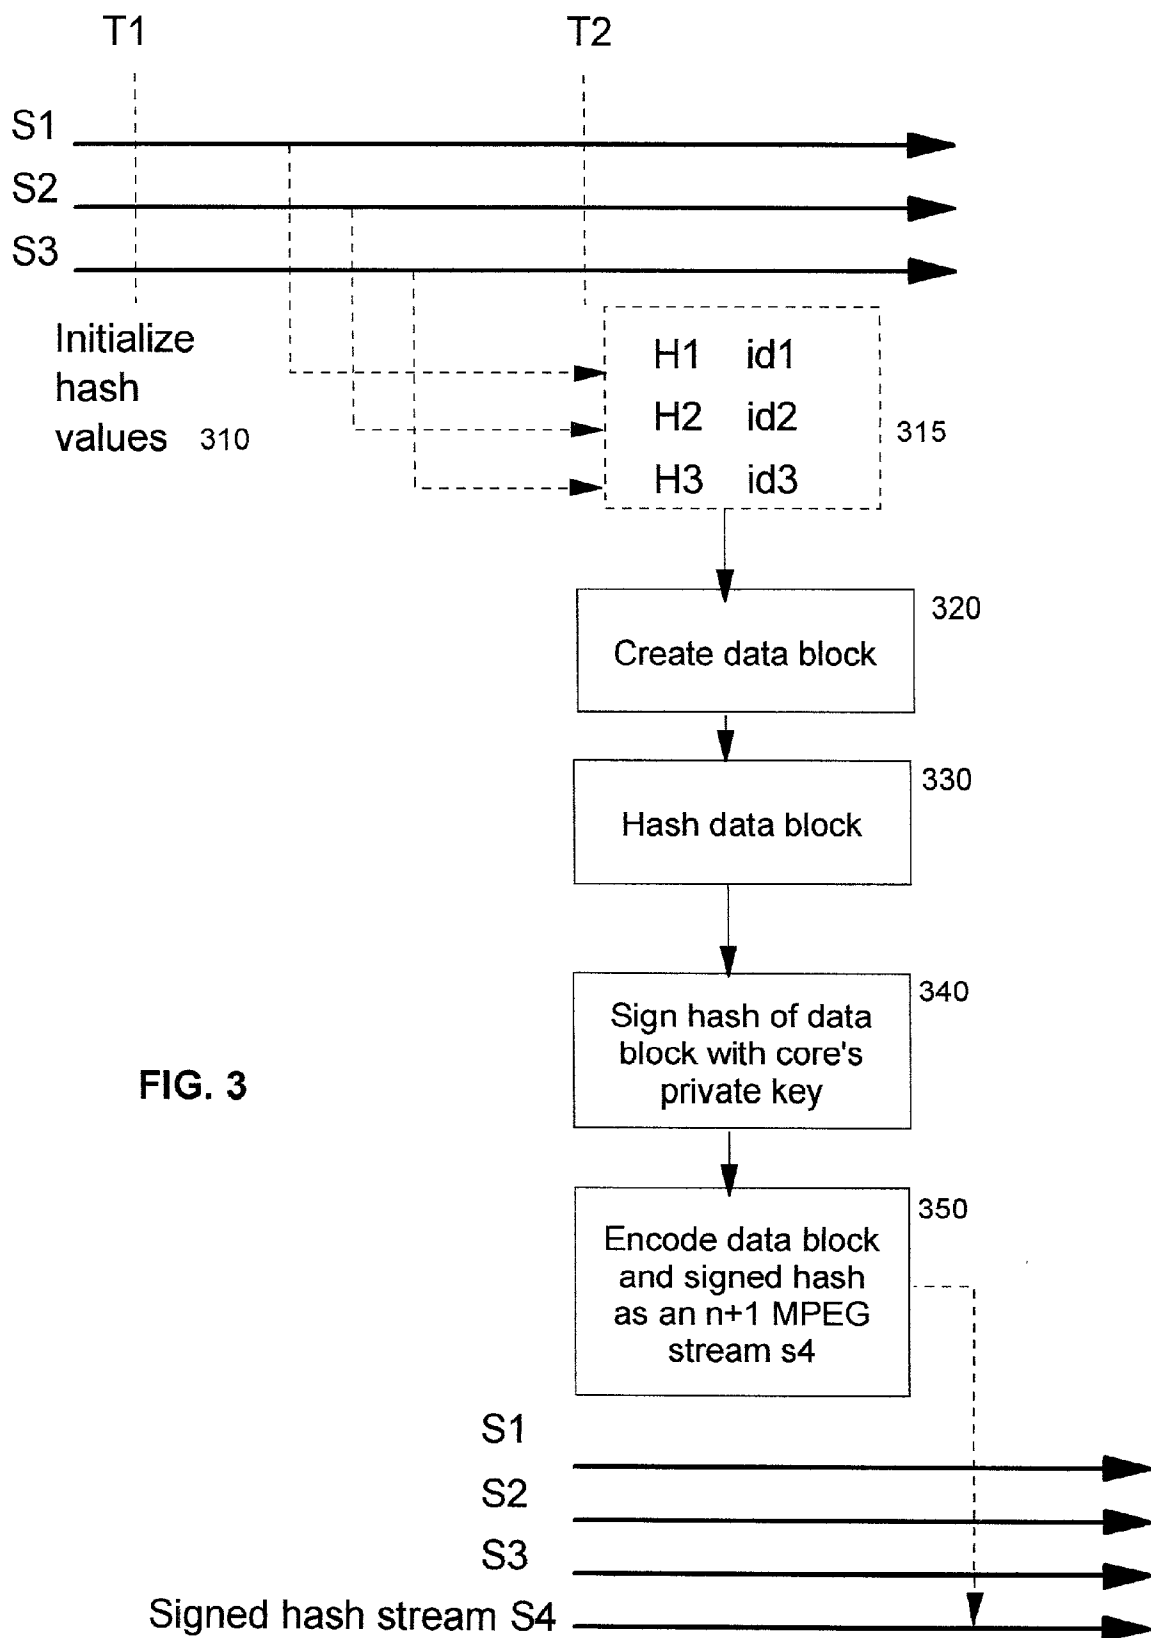 T1 T2
S1
S2
S3
Initialize
hash
values 310
H1 id1
H2 id2
H3 id3
315
320
Create data block
330
Hash data block
340
Sign hash of data
block with core's
private key
FIG. 3
350
Encode data block
and signed hash
as an n+1 MPEG
stream s4
S1
S2
S3
Signed hash stream S4